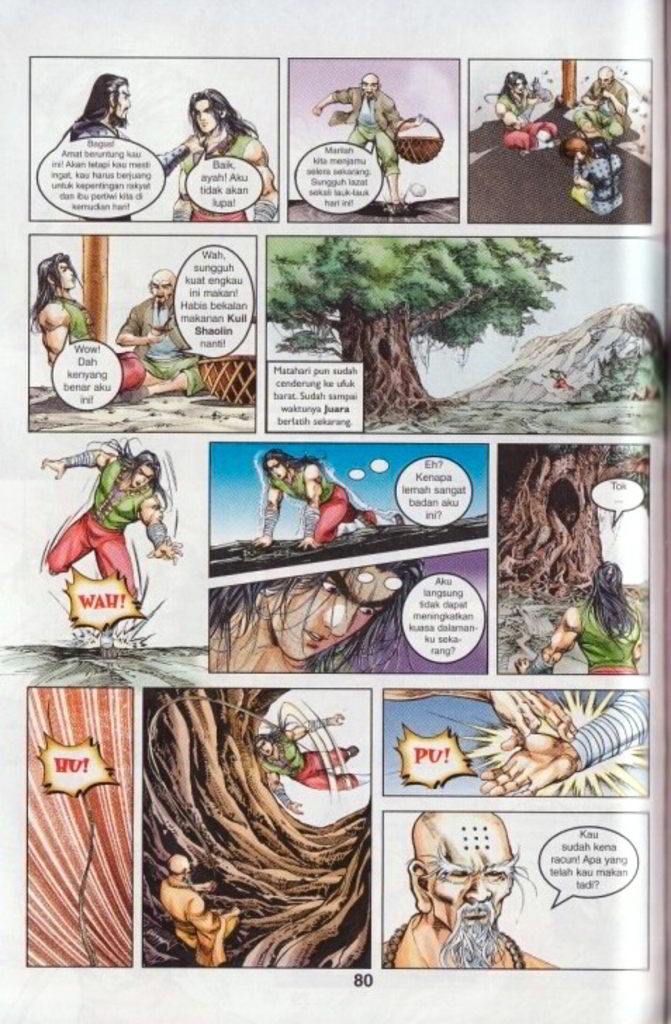 Bagus!
Amat beruntung kau
ini! Akan tetapi kau mesti
ingat, kau harus berjuang
untuk kepentingan rakyat
dan ibu pertiwi kita di
kemudian hari!
Baik,
ayah! Aku
tidak akan
lupa!
Marilah
kita menjamu
selera sekarang.
Sungguh lazat
sekali lauk-lauk
hari ini!
Wow!
Dah
kenyang
benar aku
ini!
Wah,
sungguh
kuat engkau
ini makan!
Habis bekalan
makanan Kuil
Shaolin
nanti!
Matahari pun sudah
cenderung ke ufuk
barat. Sudah sampai
waktunya Juara
berlatih sekarang.
WAH!
Eh?
Kenapa
lemah sangat
badan aku
ini?
Aku
langsung
tidak dapat
meningkatkan
kuasa dalaman-
ku seka-
rang?
Tok
...
HU!
PU!
Kau
sudah kena
racun! Apa yang
telah kau makan
tadi?
80